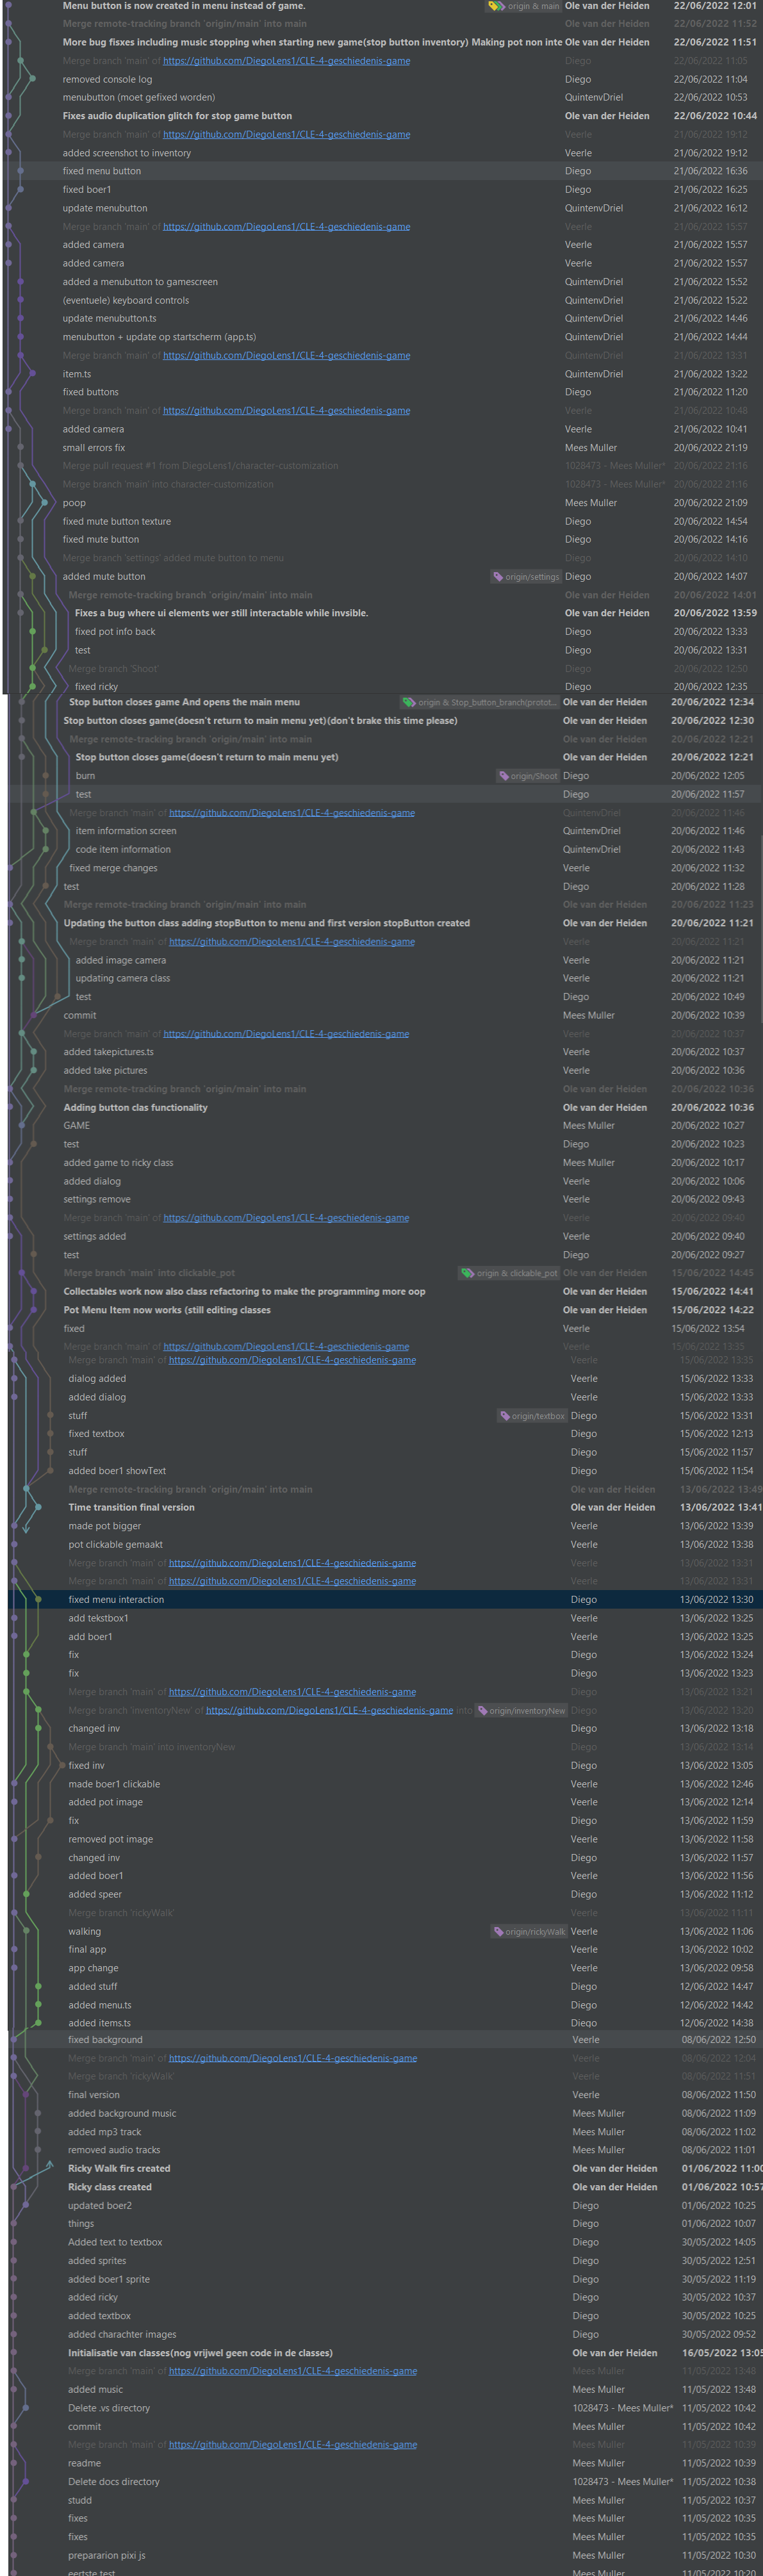 Menu button is now created in menu instead of game. origin & main Ole van der Heiden 22/06/2022 12:01
Merge remote-tracking branch 'origin/main' into main Ole van der Heiden 22/06/2022 11:52
More bug fisxes including music stopping when starting new game(stop button inventory) Making pot non inte Ole van der Heiden 22/06/2022 11:51
Merge branch 'main' of https://github.com/DiegoLens1/CLE-4-geschiedenis-game Diego 22/06/2022 11:05
removed console log Diego 22/06/2022 11:04
menubutton (moet gefixed worden) QuintenvDriel 22/06/2022 10:53
Fixes audio duplication glitch for stop game button Ole van der Heiden 22/06/2022 10:44
Merge branch 'main' of https://github.com/DiegoLens1/CLE-4-geschiedenis-game Veerle 21/06/2022 19:12
added screenshot to inventory Veerle 21/06/2022 19:12
fixed menu button Diego 21/06/2022 16:36
fixed boer1 Diego 21/06/2022 16:25
update menubutton QuintenvDriel 21/06/2022 16:12
Merge branch 'main' of https://github.com/DiegoLens1/CLE-4-geschiedenis-game Veerle 21/06/2022 15:57
added camera Veerle 21/06/2022 15:57
added camera Veerle 21/06/2022 15:57
added a menubutton to gamescreen QuintenvDriel 21/06/2022 15:52
(eventuele) keyboard controls QuintenvDriel 21/06/2022 15:22
update menubutton.ts QuintenvDriel 21/06/2022 14:46
menubutton + update op startscherm (app.ts) QuintenvDriel 21/06/2022 14:44
Merge branch 'main' of https://github.com/DiegoLens1/CLE-4-geschiedenis-game QuintenvDriel 21/06/2022 13:31
item.ts QuintenvDriel 21/06/2022 13:22
fixed buttons Diego 21/06/2022 11:20
Merge branch 'main' of https://github.com/DiegoLens1/CLE-4-geschiedenis-game Veerle 21/06/2022 10:48
added camera Veerle 21/06/2022 10:41
small errors fix Mees Muller 20/06/2022 21:19
Merge pull request #1 from DiegoLens1/character-customization 1028473 - Mees Muller* 20/06/2022 21:16
Merge branch 'main' into character-customization 1028473 - Mees Muller* 20/06/2022 21:16
poop Mees Muller 20/06/2022 21:09
fixed mute button texture Diego 20/06/2022 14:54
fixed mute button Diego 20/06/2022 14:16
Merge branch 'settings' added mute button to menu Diego 20/06/2022 14:10
added mute button origin/settings Diego 20/06/2022 14:07
Merge remote-tracking branch 'origin/main' into main Ole van der Heiden 20/06/2022 14:01
Fixes a bug where ui elements wer still interactable while invsible. Ole van der Heiden 20/06/2022 13:59
fixed pot info back Diego 20/06/2022 13:33
test Diego 20/06/2022 13:31
Merge branch 'Shoot' Diego 20/06/2022 12:50
fixed ricky Diego 20/06/2022 12:35
Stop button closes game And opens the main menu origin & Stop_button_branch(protot... Ole van der Heiden 20/06/2022 12:34
Stop button closes game(doesn't return to main menu yet)(don't brake this time please) Ole van der Heiden 20/06/2022 12:30
Merge remote-tracking branch 'origin/main' into main Ole van der Heiden 20/06/2022 12:21
Stop button closes game(doesn't return to main menu yet) Ole van der Heiden 20/06/2022 12:21
burn origin/Shoot Diego 20/06/2022 12:05
test Diego 20/06/2022 11:57
Merge branch 'main' of https://github.com/DiegoLens1/CLE-4-geschiedenis-game QuintenvDriel 20/06/2022 11:46
item information screen QuintenvDriel 20/06/2022 11:46
code item information QuintenvDriel 20/06/2022 11:43
fixed merge changes Veerle 20/06/2022 11:32
test Diego 20/06/2022 11:28
Merge remote-tracking branch 'origin/main' into main Ole van der Heiden 20/06/2022 11:23
Updating the button class adding stopButton to menu and first version stopButton created Ole van der Heiden 20/06/2022 11:21
Merge branch 'main' of https://github.com/DiegoLens1/CLE-4-geschiedenis-game Veerle 20/06/2022 11:21
added image camera Veerle 20/06/2022 11:21
updating camera class Veerle 20/06/2022 11:21
test Diego 20/06/2022 10:49
commit Mees Muller 20/06/2022 10:39
Merge branch 'main' of https://github.com/DiegoLens1/CLE-4-geschiedenis-game Veerle 20/06/2022 10:37
added takepictures.ts Veerle 20/06/2022 10:37
added take pictures Veerle 20/06/2022 10:36
Merge remote-tracking branch 'origin/main' into main Ole van der Heiden 20/06/2022 10:36
Adding button clas functionality Ole van der Heiden 20/06/2022 10:36
GAME Mees Muller 20/06/2022 10:27
test Diego 20/06/2022 10:23
added game to ricky class Mees Muller 20/06/2022 10:17
added dialog Veerle 20/06/2022 10:06
settings remove Veerle 20/06/2022 09:43
Merge branch 'main' of https://github.com/DiegoLens1/CLE-4-geschiedenis-game Veerle 20/06/2022 09:40
settings added Veerle 20/06/2022 09:40
test Diego 20/06/2022 09:27
Merge branch 'main' into clickable_pot origin & clickable_pot Ole van der Heiden 15/06/2022 14:45
Collectables work now also class refactoring to make the programming more oop Ole van der Heiden 15/06/2022 14:41
Pot Menu Item now works (still editing classes Ole van der Heiden 15/06/2022 14:22
fixed Veerle 15/06/2022 13:54
Merge branch 'main' of https://github.com/DiegoLens1/CLE-4-geschiedenis-game Veerle 15/06/2022 13:35
Merge branch 'main' of https://github.com/DiegoLens1/CLE-4-geschiedenis-game Veerle 15/06/2022 13:35
dialog added Veerle 15/06/2022 13:33
added dialog Veerle 15/06/2022 13:33
stuff origin/textbox Diego 15/06/2022 13:31
fixed textbox Diego 15/06/2022 12:13
stuff Diego 15/06/2022 11:57
added boer1 showText Diego 15/06/2022 11:54
Merge remote-tracking branch 'origin/main' into main Ole van der Heiden 13/06/2022 13:49
Time transition final version Ole van der Heiden 13/06/2022 13:41
made pot bigger Veerle 13/06/2022 13:39
pot clickable gemaakt Veerle 13/06/2022 13:38
Merge branch 'main' of https://github.com/DiegoLens1/CLE-4-geschiedenis-game Veerle 13/06/2022 13:31
Merge branch 'main' of https://github.com/DiegoLens1/CLE-4-geschiedenis-game Veerle 13/06/2022 13:31
fixed menu interaction Diego 13/06/2022 13:30
add tekstbox1 Veerle 13/06/2022 13:25
add boer1 Veerle 13/06/2022 13:25
fix Diego 13/06/2022 13:24
fix Diego 13/06/2022 13:23
Merge branch 'main' of https://github.com/DiegoLens1/CLE-4-geschiedenis-game Diego 13/06/2022 13:21
Merge branch 'inventoryNew' of https://github.com/DiegoLens1/CLE-4-geschiedenis-game into origin/inventoryNew Diego 13/06/2022 13:20
changed inv Diego 13/06/2022 13:18
Merge branch 'main' into inventoryNew Diego 13/06/2022 13:14
fixed inv Diego 13/06/2022 13:05
made boer1 clickable Veerle 13/06/2022 12:46
added pot image Veerle 13/06/2022 12:14
fix Diego 13/06/2022 11:59
removed pot image Veerle 13/06/2022 11:58
changed inv Diego 13/06/2022 11:57
added boer1 Veerle 13/06/2022 11:56
added speer Diego 13/06/2022 11:12
Merge branch 'rickyWalk' Veerle 13/06/2022 11:11
walking origin/rickyWalk Veerle 13/06/2022 11:06
final app Veerle 13/06/2022 10:02
app change Veerle 13/06/2022 09:58
added stuff Diego 12/06/2022 14:47
added menu.ts Diego 12/06/2022 14:42
added items.ts Diego 12/06/2022 14:38
fixed background Veerle 08/06/2022 12:50
Merge branch 'main' of https://github.com/DiegoLens1/CLE-4-geschiedenis-game Veerle 08/06/2022 12:04
Merge branch 'rickyWalk' Veerle 08/06/2022 11:51
final version Veerle 08/06/2022 11:50
added background music Mees Muller 08/06/2022 11:09
added mp3 track Mees Muller 08/06/2022 11:02
removed audio tracks Mees Muller 08/06/2022 11:01
Ricky Walk firs created Ole van der Heiden 01/06/2022 11:00
Ricky class created Ole van der Heiden 01/06/2022 10:57
updated boer2 Diego 01/06/2022 10:25
things Diego 01/06/2022 10:07
Added text to textbox Diego 30/05/2022 14:05
added sprites Diego 30/05/2022 12:51
added boer1 sprite Diego 30/05/2022 11:19
added ricky Diego 30/05/2022 10:37
added textbox Diego 30/05/2022 10:25
added charachter images Diego 30/05/2022 09:52
Initialisatie van classes(nog vrijwel geen code in de classes) Ole van der Heiden 16/05/2022 13:05
Merge branch 'main' of https://github.com/DiegoLens1/CLE-4-geschiedenis-game Mees Muller 11/05/2022 13:48
added music Mees Muller 11/05/2022 13:48
Delete .vs directory 1028473 - Mees Muller* 11/05/2022 10:42
commit Mees Muller 11/05/2022 10:42
Merge branch 'main' of https://github.com/DiegoLens1/CLE-4-geschiedenis-game Mees Muller 11/05/2022 10:39
readme Mees Muller 11/05/2022 10:39
Delete docs directory 1028473 - Mees Muller* 11/05/2022 10:38
studd Mees Muller 11/05/2022 10:37
fixes Mees Muller 11/05/2022 10:35
fixes Mees Muller 11/05/2022 10:35
prepararion pixi js Mees Muller 11/05/2022 10:30
eertste test Mees Muller 11/05/2022 10:20